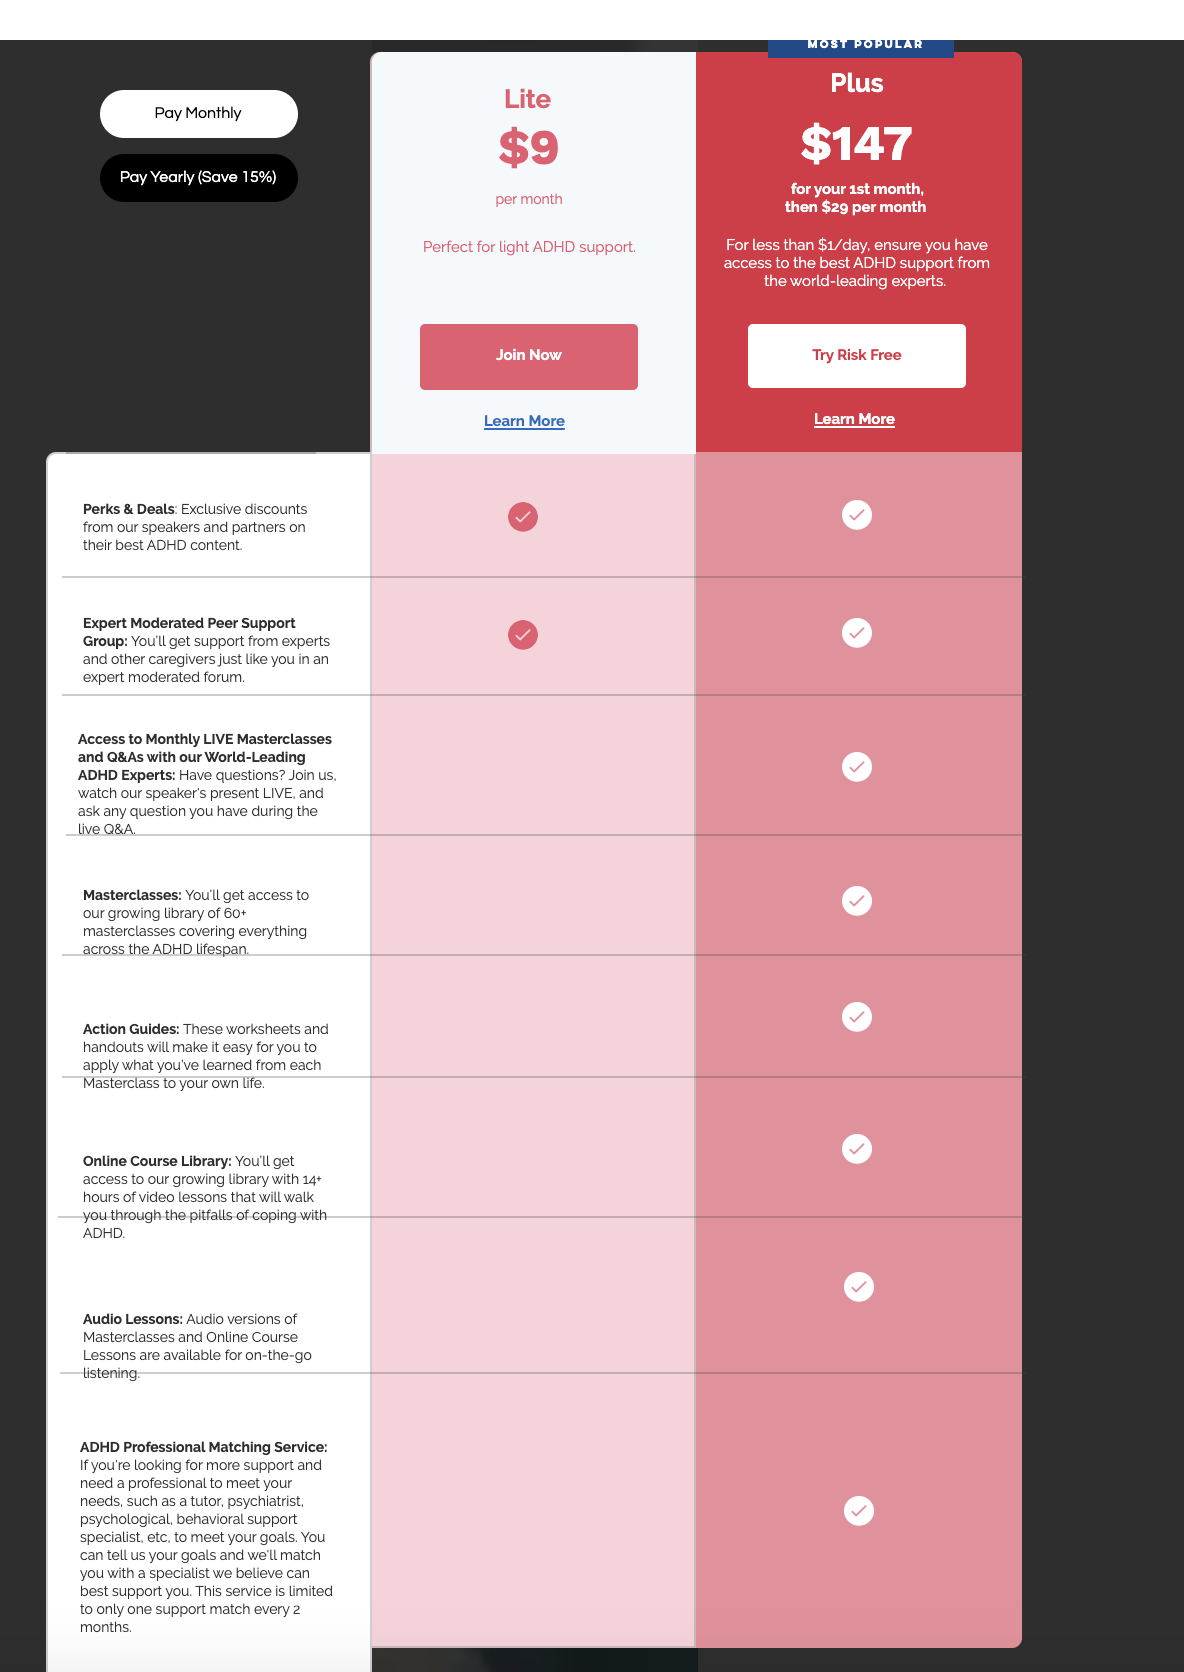 MOST POPULAR
Pay Monthly
Pay Yearly (Save 15%)
Lite
$9
per month
Perfect for light ADHD support.
Join Now
Learn More
Plus
$147
for your 1st month,
then $29 per month
For less than $1/day, ensure you have
access to the best ADHD support from
the world-leading experts.
Try Risk Free
Learn More
Perks & Deals: Exclusive discounts
from our speakers and partners on
their best ADHD content.
Expert Moderated Peer Support
Group: You'll get support from experts
and other caregivers just like you in an
expert moderated forum.
Access to Monthly LIVE Masterclasses
and Q&As with our World-Leading
ADHD Experts: Have questions? Join us,
watch our speaker's present LIVE, and
ask any question you have during the
live Q&A.
Masterclasses: You'll get access to
our growing library of 60+
masterclasses covering everything
across the ADHD lifespan.
Action Guides: These worksheets and
handouts will make it easy for you to
apply what you've learned from each
Masterclass to your own life.
Online Course Library: You'll get
access to our growing library with 14+
hours of video lessons that will walk
you through the pitfalls of coping with
ADHD.
Audio Lessons: Audio versions of
Masterclasses and Online Course
Lessons are available for on-the-go
listening.
ADHD Professional Matching Service:
If you're looking for more support and
need a professional to meet your
needs, such as a tutor, psychiatrist,
psychological, behavioral support
specialist, etc, to meet your goals. You
can tell us your goals and we'll match
you with a specialist we believe can
best support you. This service is limited
to only one support match every 2
months.